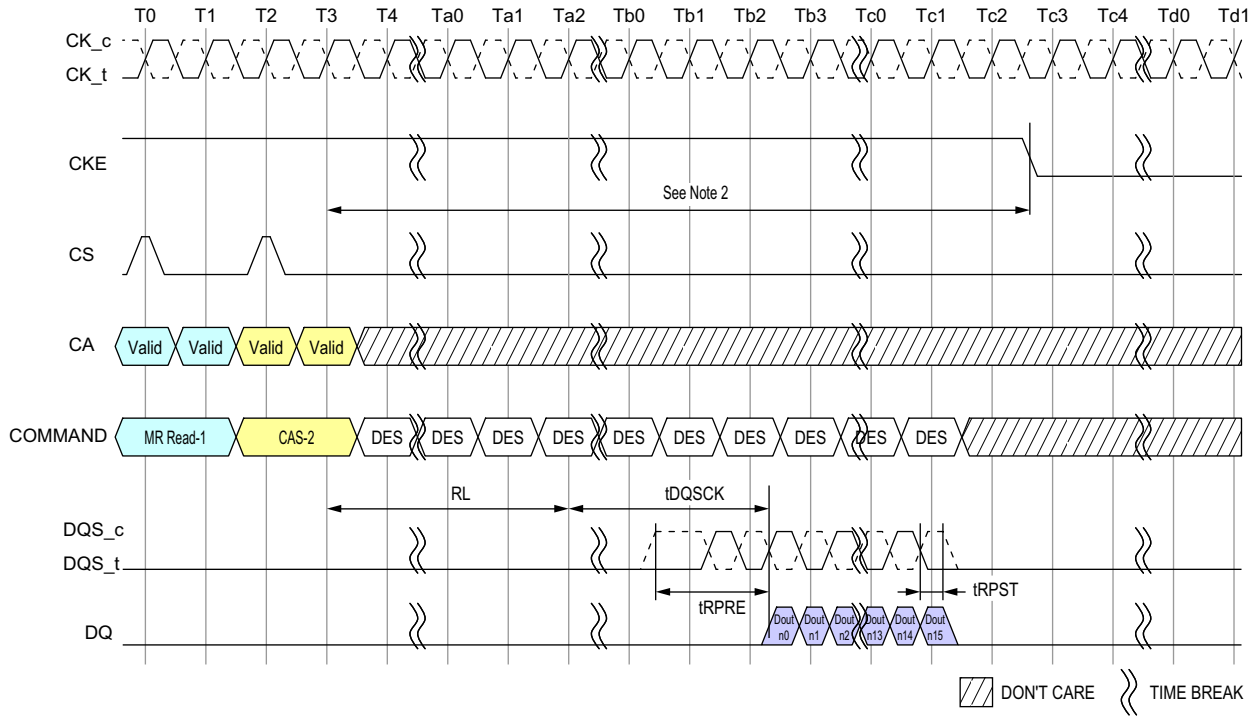 T0 T1 T2 T3 T4 Ta0 Ta1 Ta2 Tb0 Tb1 Tb2 Tb3 Tc0 Tc1 Tc2 Tc3 Tc4 Td0 Td1
CK_c
CK_t
CKE
See Note 2
CS
CA Valid Valid Valid Valid
COMMAND MR Read-1 CAS-2 DES DES DES DES DES DES DES DES DES DES
RL tDQSCK
DQS_c
DQS_t
tRPRE tRPST
DQ Dout n0 Dout n1 Dout n2 Dout n13 Dout n14 Dout n15
DON'T CARE TIME BREAK